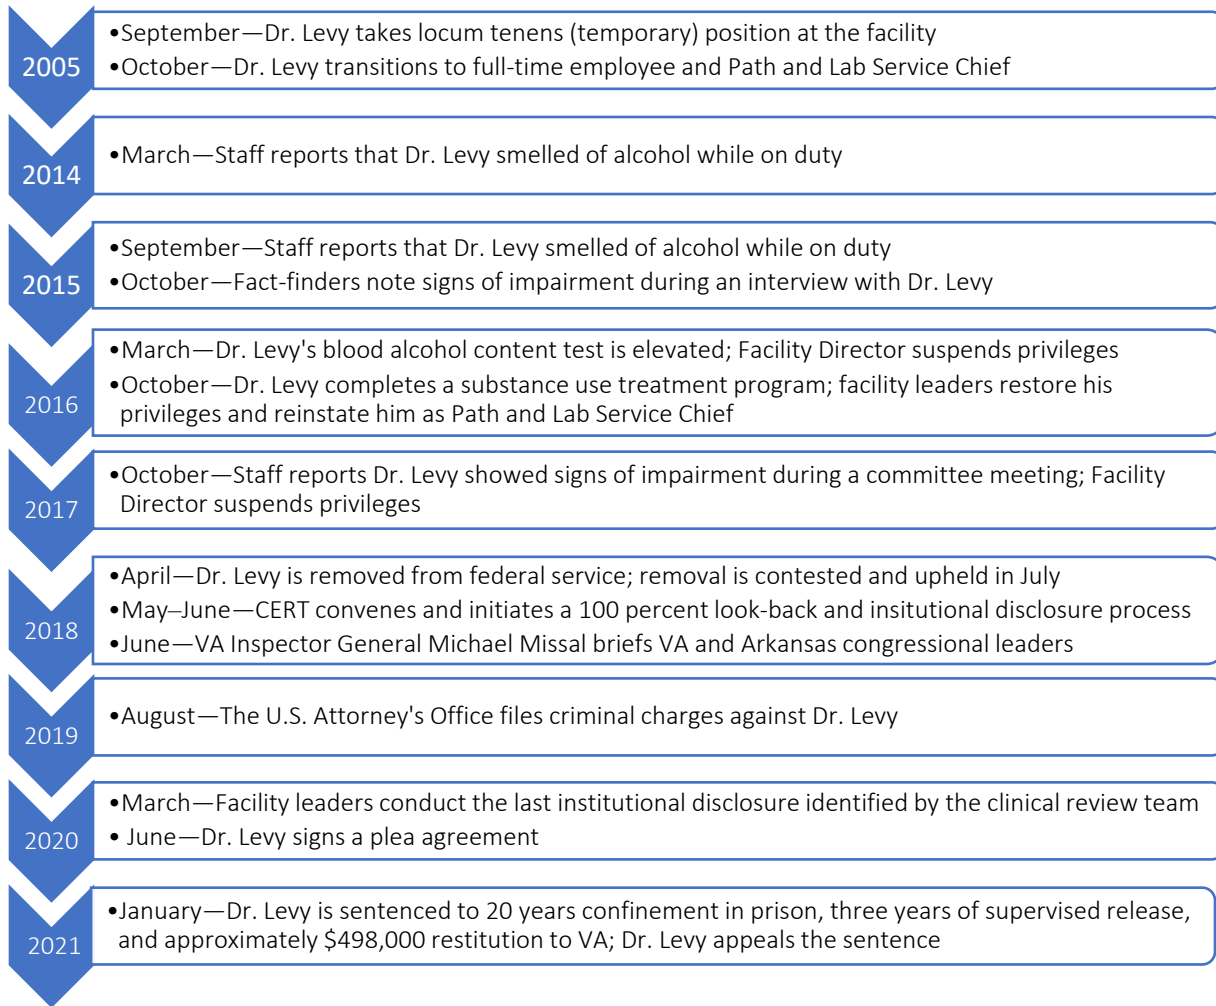 2005
•September—Dr. Levy takes locum tenens (temporary) position at the facility
•October—Dr. Levy transitions to full-time employee and Path and Lab Service Chief
2014
•March—Staff reports that Dr. Levy smelled of alcohol while on duty
2015
•September—Staff reports that Dr. Levy smelled of alcohol while on duty
•October—Fact-finders note signs of impairment during an interview with Dr. Levy
2016
•March—Dr. Levy's blood alcohol content test is elevated; Facility Director suspends privileges
•October—Dr. Levy completes a substance use treatment program; facility leaders restore his
privileges and reinstate him as Path and Lab Service Chief
2017
•October—Staff reports Dr. Levy showed signs of impairment during a committee meeting; Facility
Director suspends privileges
2018
•April—Dr. Levy is removed from federal service; removal is contested and upheld in July
•May–June—CERT convenes and initiates a 100 percent look-back and insitutional disclosure process
•June—VA Inspector General Michael Missal briefs VA and Arkansas congressional leaders
2019
•August—The U.S. Attorney's Office files criminal charges against Dr. Levy
2020
•March—Facility leaders conduct the last institutional disclosure identified by the clinical review team
• June—Dr. Levy signs a plea agreement
2021
•January—Dr. Levy is sentenced to 20 years confinement in prison, three years of supervised release,
and approximately $498,000 restitution to VA; Dr. Levy appeals the sentence